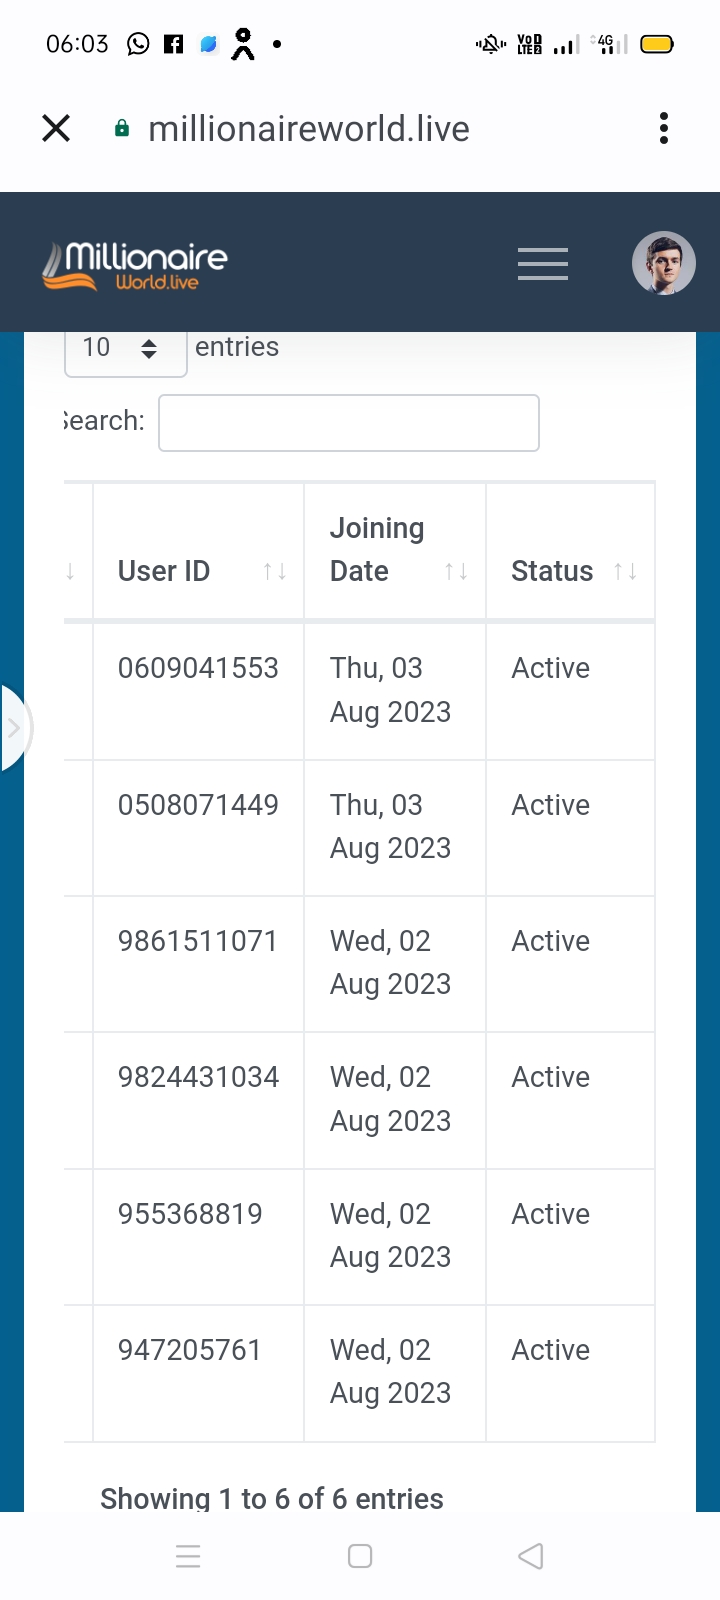 06:03
VoD
LTE2
4G
millionaireworld.live
Millionaire
World.live
10 entries
Search:
User ID
Joining
Date
Status
0609041553
Thu, 03
Aug 2023
Active
0508071449
Thu, 03
Aug 2023
Active
9861511071
Wed, 02
Aug 2023
Active
9824431034
Wed, 02
Aug 2023
Active
955368819
Wed, 02
Aug 2023
Active
947205761
Wed, 02
Aug 2023
Active
Showing 1 to 6 of 6 entries